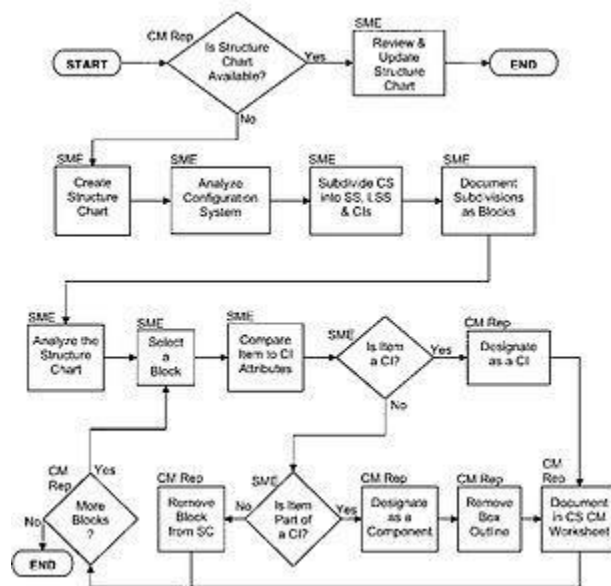 CM Rep
Is Structure
Chart
Available?
START
Yes
SME
Review &
Update
Structure
Chart
END
No
SME
Create
Structure
Chart
SME
Analyze
Configuration
System
SME
Subdivide CS
into SS, LSS
& CIs
SME
Document
Subdivisions
as Blocks
SME
Analyze the
Structure
Chart
SME
Select
a
Block
SME
Compare
Item to CI
Attributes
SME
Is Item
a CI?
Yes
CM Rep
Designate
as a CI
No
CM
Rep
Yes
More
Blocks
?
No
END
CM Rep
Remove
Block
from SC
No
SME
Is Item
Part of
a CI?
Yes
CM Rep
Designate
as a
Component
CM Rep
Remove
Box
Outline
CM
Rep
Document
in CS CM
Worksheet